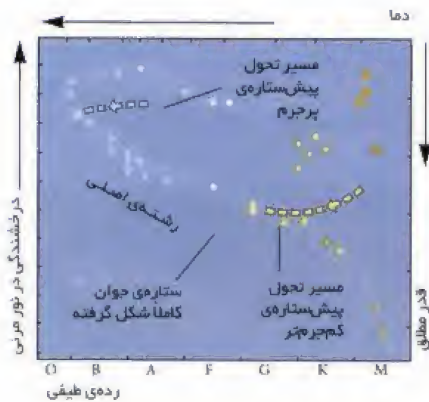 دما
مسیر تحول
پیش‌ستاره‌ی
پرجرم
قدر مطلق
درخشندگی در نور مرئی
رشته‌ی اصلی
ستاره‌ی جوان
کاملا شکل گرفته
مسیر تحول
پیش‌ستاره‌ی
کم‌جرم‌تر
O B A F G K M
رده‌ی طیفی